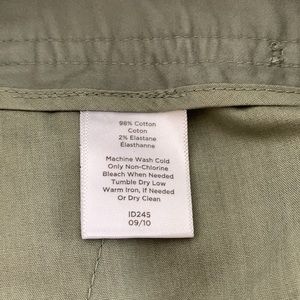 98% Cotton
Coton
2% Elastane
Élasthanne
Machine Wash Cold
Only Non-Chlorine
Bleach When Needed
Tumble Dry Low
Warm Iron, if Needed
Or Dry Clean
ID245
09/10